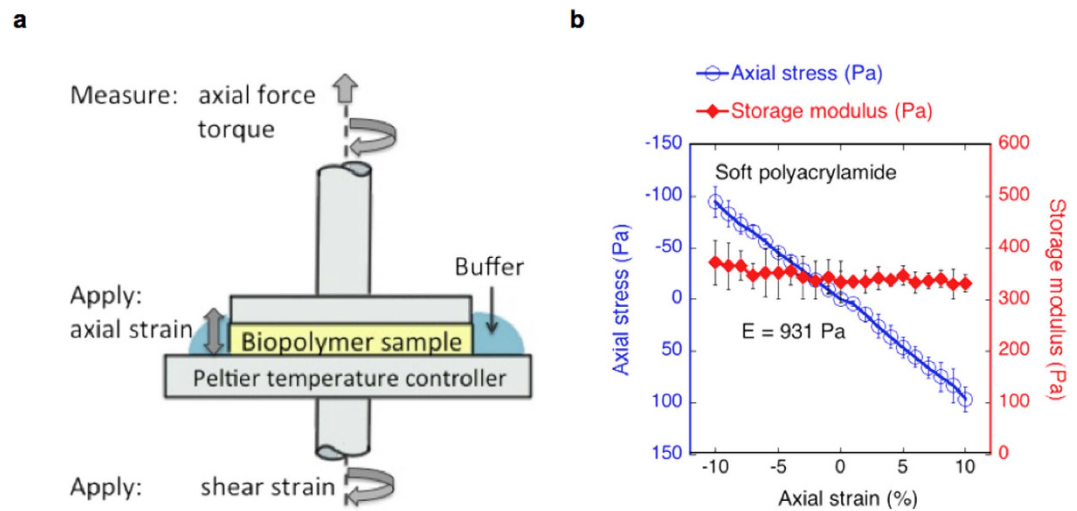 a
Measure: axial force
torque
Apply:
axial strain
Buffer
Biopolymer sample
Peltier temperature controller
Apply: shear strain
b
Axial stress (Pa)
Storage modulus (Pa)
Soft polyacrylamide
E = 931 Pa
-150
-100
-50
0
50
100
150
Axial stress (Pa)
600
500
400
300
200
100
0
Storage modulus (Pa)
-10 -5 0 5 10
Axial strain (%)